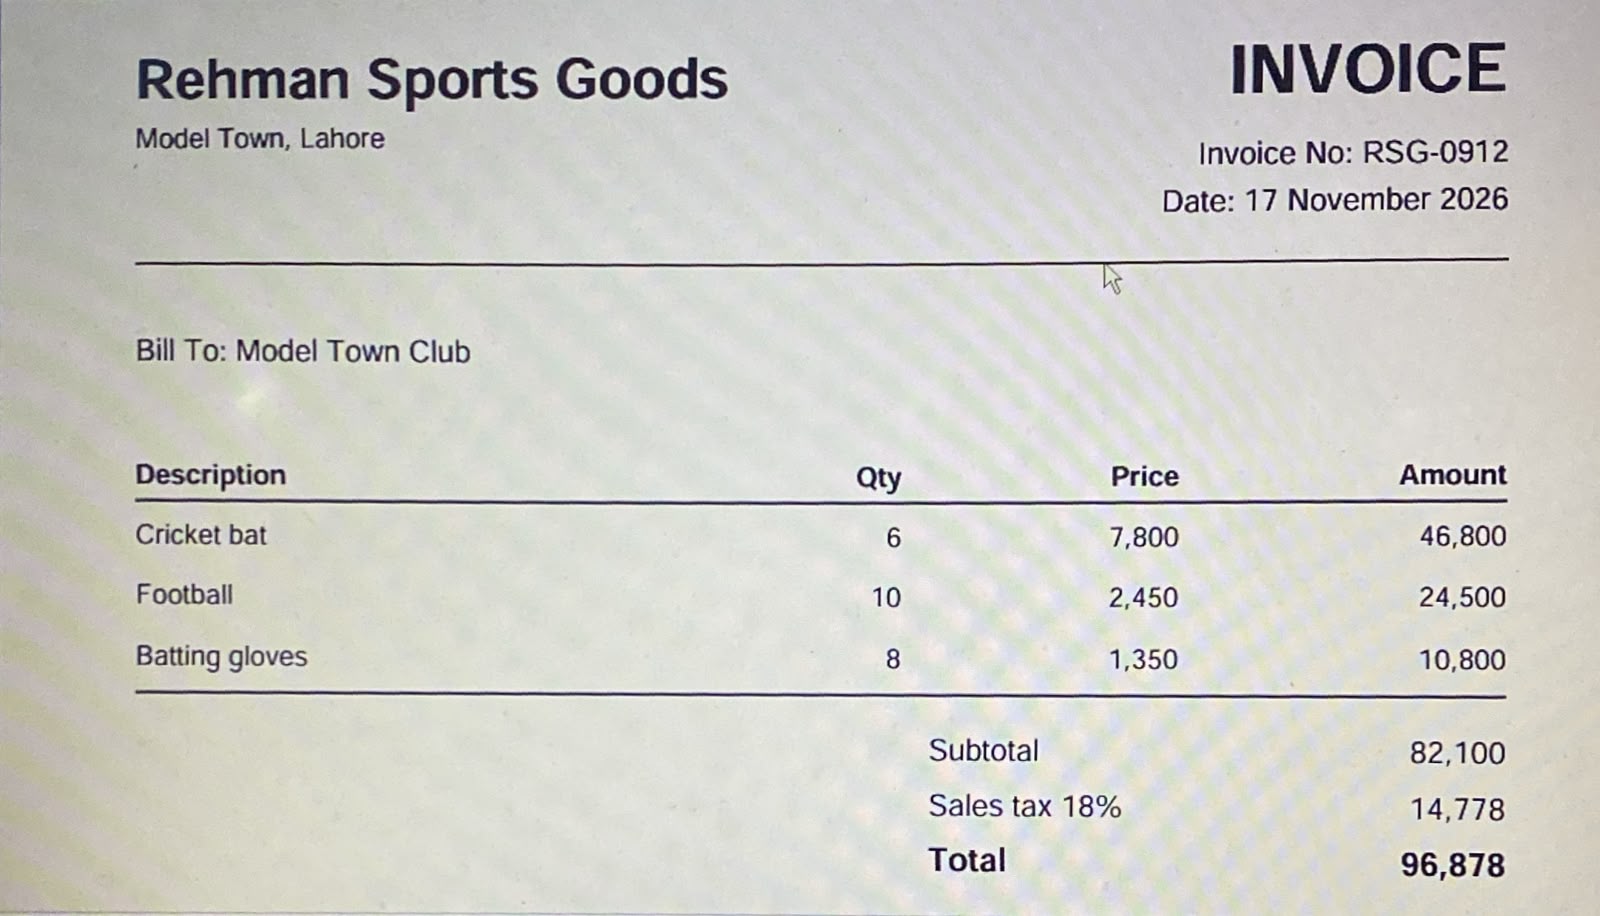 Rehman Sports Goods
Model Town, Lahore
INVOICE
Invoice No: RSG-0912
Date: 17 November 2026
Bill To: Model Town Club
Description Qty Price Amount
Cricket bat 6 7,800 46,800
Football 10 2,450 24,500
Batting gloves 8 1,350 10,800
Subtotal 82,100
Sales tax 18% 14,778
Total 96,878